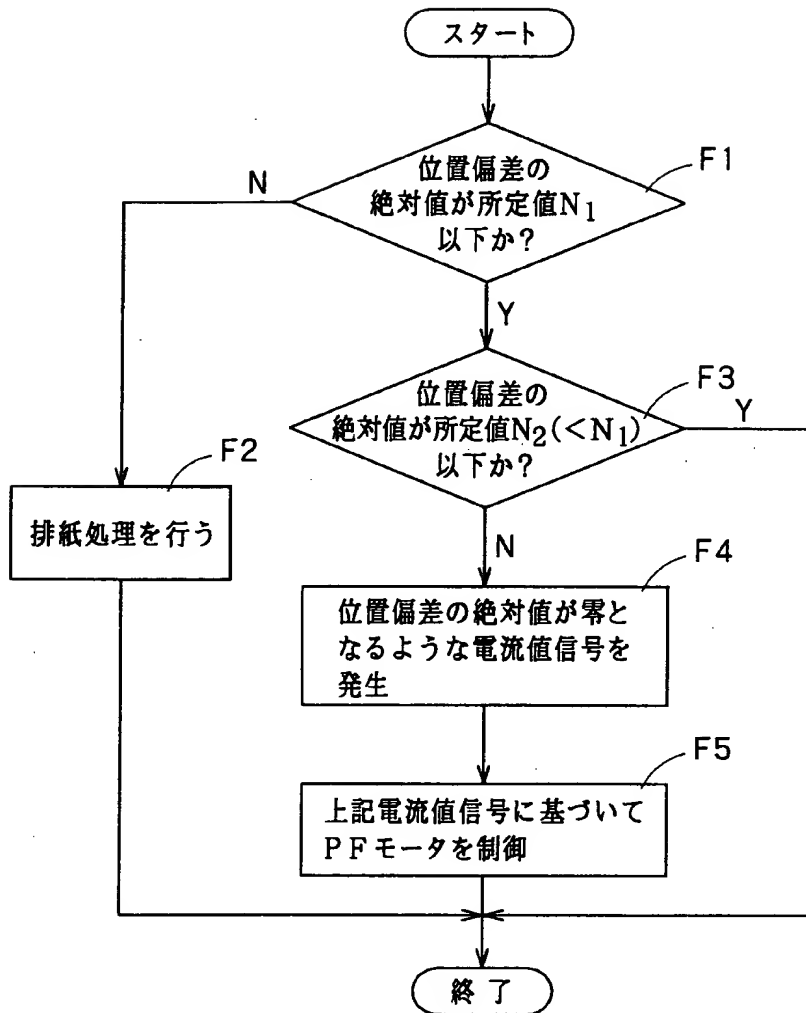 スタート
位置偏差の
絶対値が所定値N₁
以下か？
F1
N
Y
位置偏差の
絶対値が所定値N₂(<N₁)
以下か？
F3
Y
F2
排紙処理を行う
N
F4
位置偏差の絶対値が零と
なるような電流値信号を
発生
F5
上記電流値信号に基づいて
PFモータを制御
終了